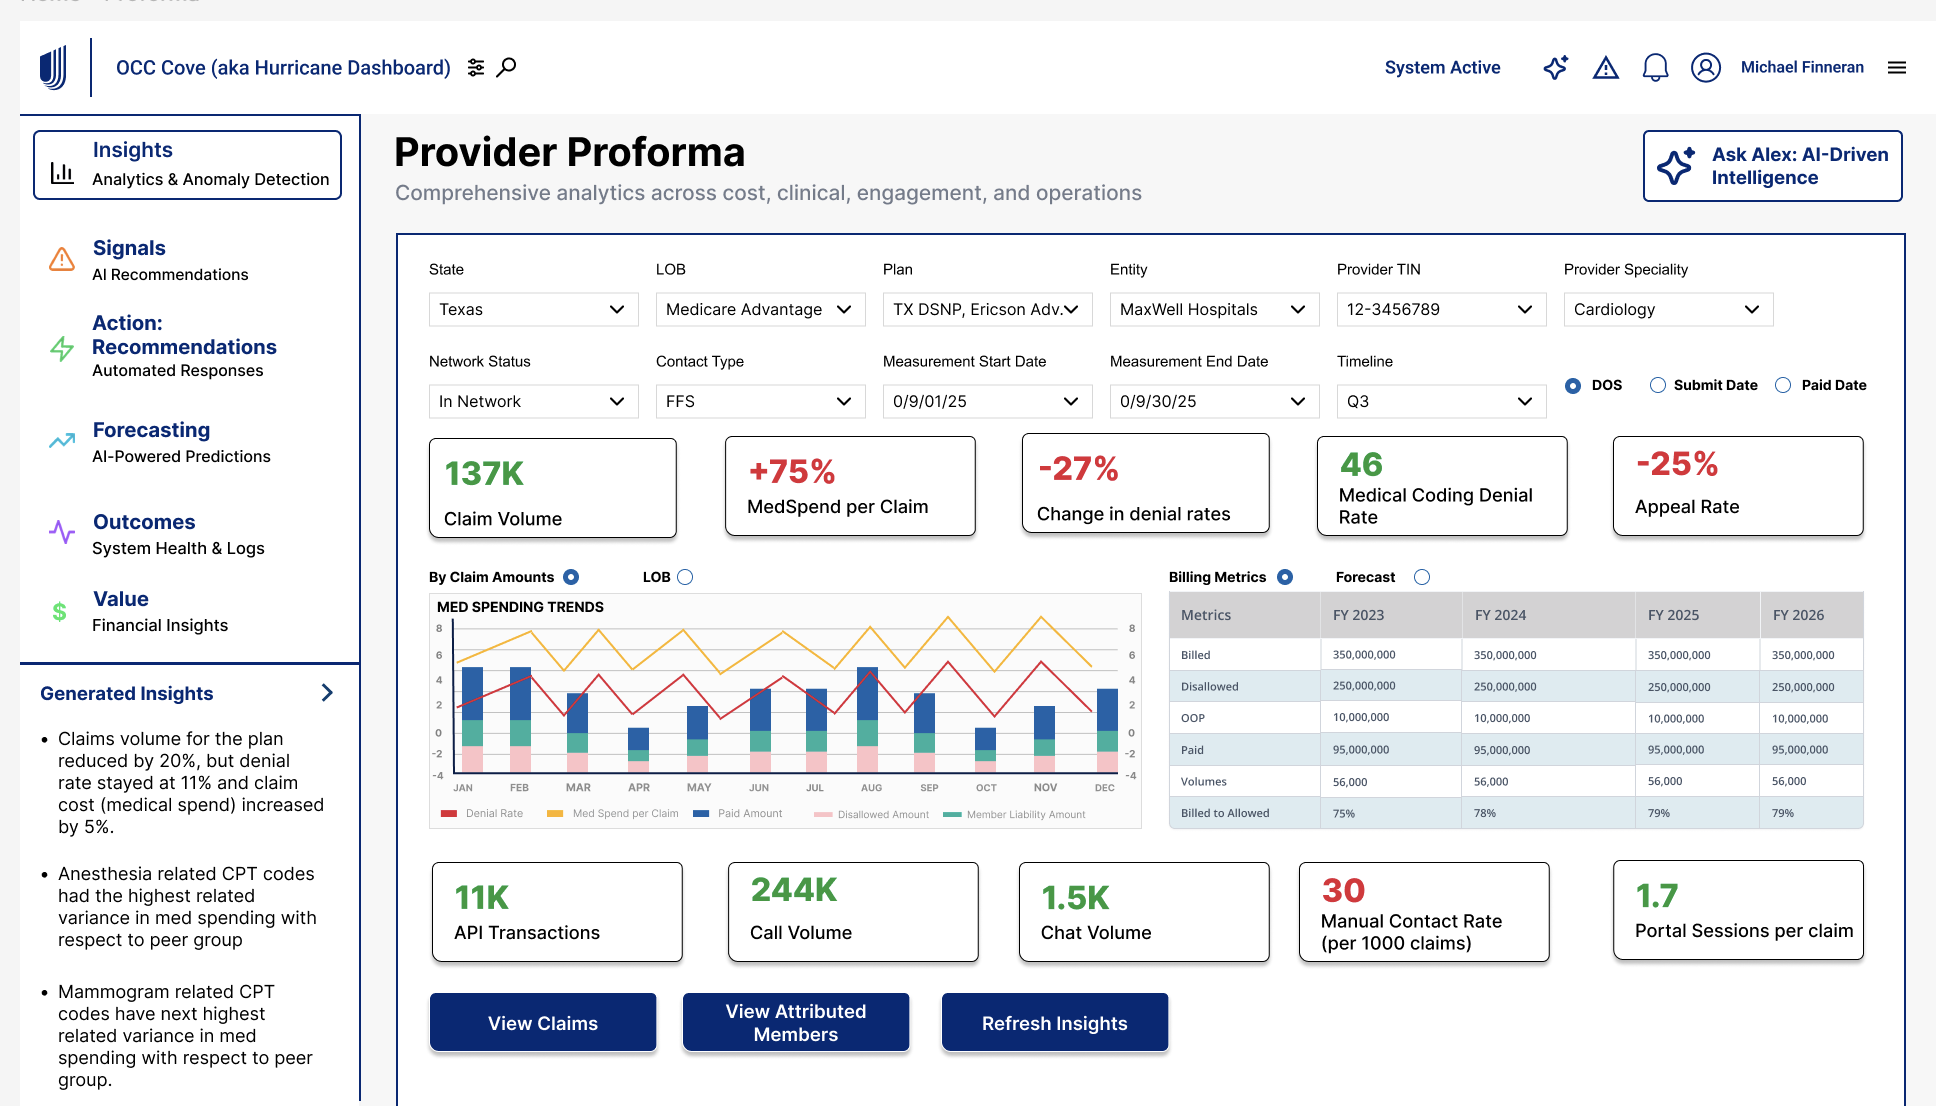 OCC Cove (aka Hurricane Dashboard)
System Active
Michael Finneran
Insights
Analytics & Anomaly Detection
Signals
AI Recommendations
Action:
Recommendations
Automated Responses
Forecasting
AI-Powered Predictions
Outcomes
System Health & Logs
$
Value
Financial Insights
Generated Insights
• Claims volume for the plan
reduced by 20%, but denial
rate stayed at 11% and claim
cost (medical spend) increased
by 5%.
• Anesthesia related CPT codes
had the highest related
variance in med spending with
respect to peer group
• Mammogram related CPT
codes have next highest
related variance in med
spending with respect to peer
group.
Provider Proforma
Comprehensive analytics across cost, clinical, engagement, and operations
Ask Alex: AI-Driven
Intelligence
State LOB Plan Entity Provider TIN Provider Speciality
Texas Medicare Advantage TX DSNP, Ericson Adv. MaxWell Hospitals 12-3456789 Cardiology
Network Status Contact Type Measurement Start Date Measurement End Date Timeline
In Network FFS 0/9/01/25 0/9/30/25 Q3
DOS Submit Date Paid Date
137K
Claim Volume
+75%
MedSpend per Claim
-27%
Change in denial rates
46
Medical Coding Denial
Rate
-25%
Appeal Rate
By Claim Amounts LOB
MED SPENDING TRENDS
8 8
6 6
4 4
2 2
0 0
-2 -2
-4 -4
JAN FEB MAR APR MAY JUN JUL AUG SEP OCT NOV DEC
Denial Rate Med Spend per Claim Paid Amount Disallowed Amount Member Liability Amount
Billing Metrics Forecast
Metrics FY 2023 FY 2024 FY 2025 FY 2026
Billed 350,000,000 350,000,000 350,000,000 350,000,000
Disallowed 250,000,000 250,000,000 250,000,000 250,000,000
OOP 10,000,000 10,000,000 10,000,000 10,000,000
Paid 95,000,000 95,000,000 95,000,000 95,000,000
Volumes 56,000 56,000 56,000 56,000
Billed to Allowed 75% 78% 79% 79%
11K
API Transactions
244K
Call Volume
1.5K
Chat Volume
30
Manual Contact Rate
(per 1000 claims)
1.7
Portal Sessions per claim
View Claims
View Attributed
Members
Refresh Insights